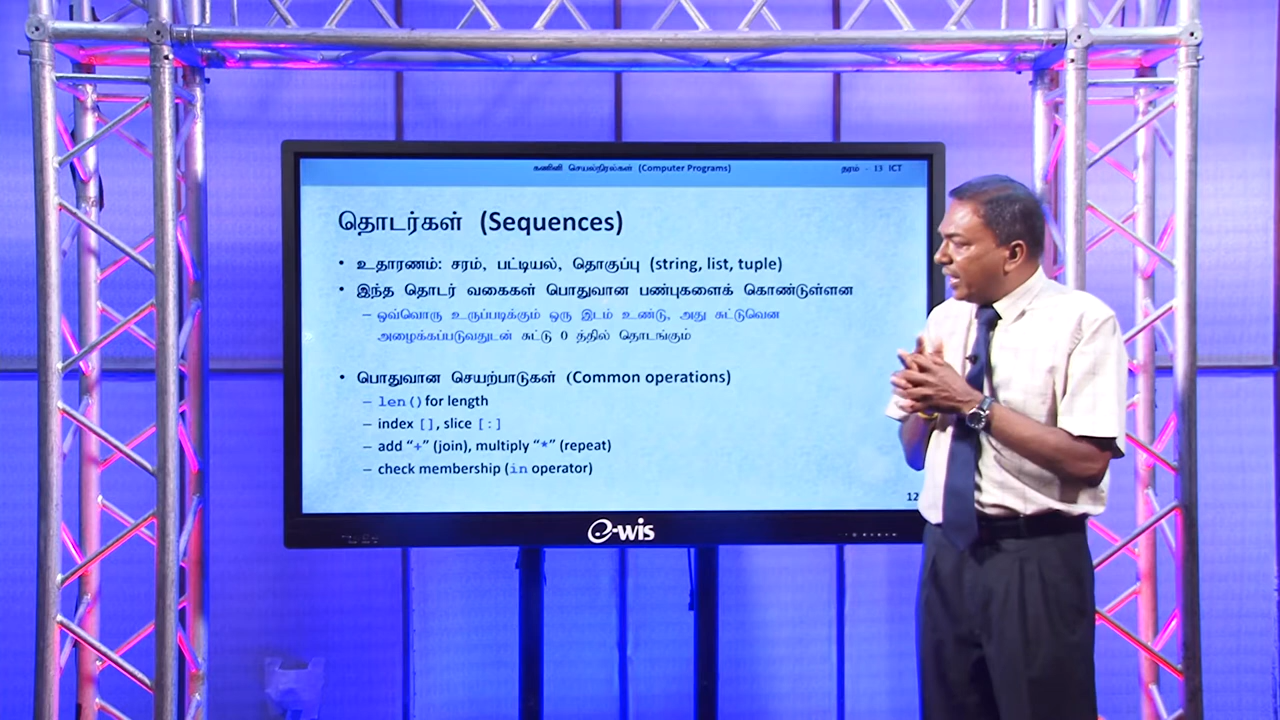 கணினி செயல்நிரல்கள் (Computer Programs)
தரம் - 13 ICT
தொடர்கள் (Sequences)
• உதாரணம்: சரம், பட்டியல், தொகுப்பு (string, list, tuple)
• இந்த தொடர் வகைகள் பொதுவான பண்புகளைக் கொண்டுள்ளன
– ஒவ்வொரு உருப்படிக்கும் ஒரு இடம் உண்டு, அது சுட்டுவென
அழைக்கப்படுவதுடன் சுட்டு 0 த்தில் தொடங்கும்
• பொதுவான செயற்பாடுகள் (Common operations)
– len() for length
– index [], slice [:]
– add “+” (join), multiply “*” (repeat)
– check membership (in operator)
12
e-wis